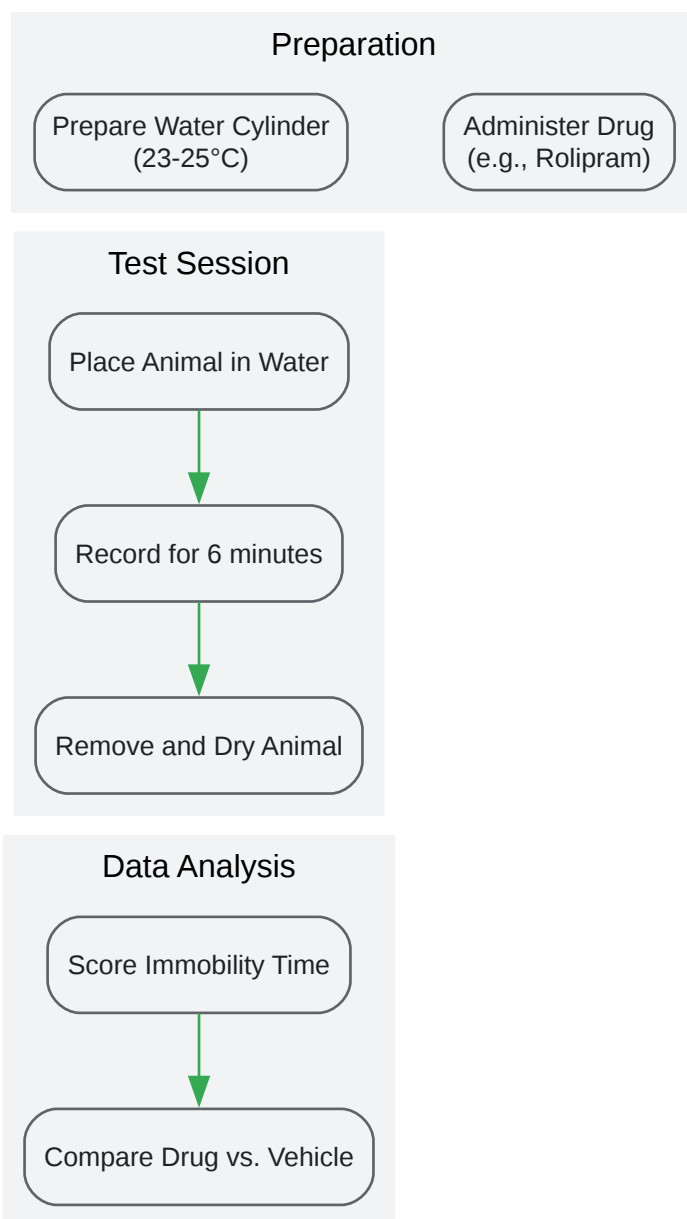 Preparation
Prepare Water Cylinder
(23-25°C)
Administer Drug
(e.g., Rolipram)
Test Session
Place Animal in Water
Record for 6 minutes
Remove and Dry Animal
Data Analysis
Score Immobility Time
Compare Drug vs. Vehicle